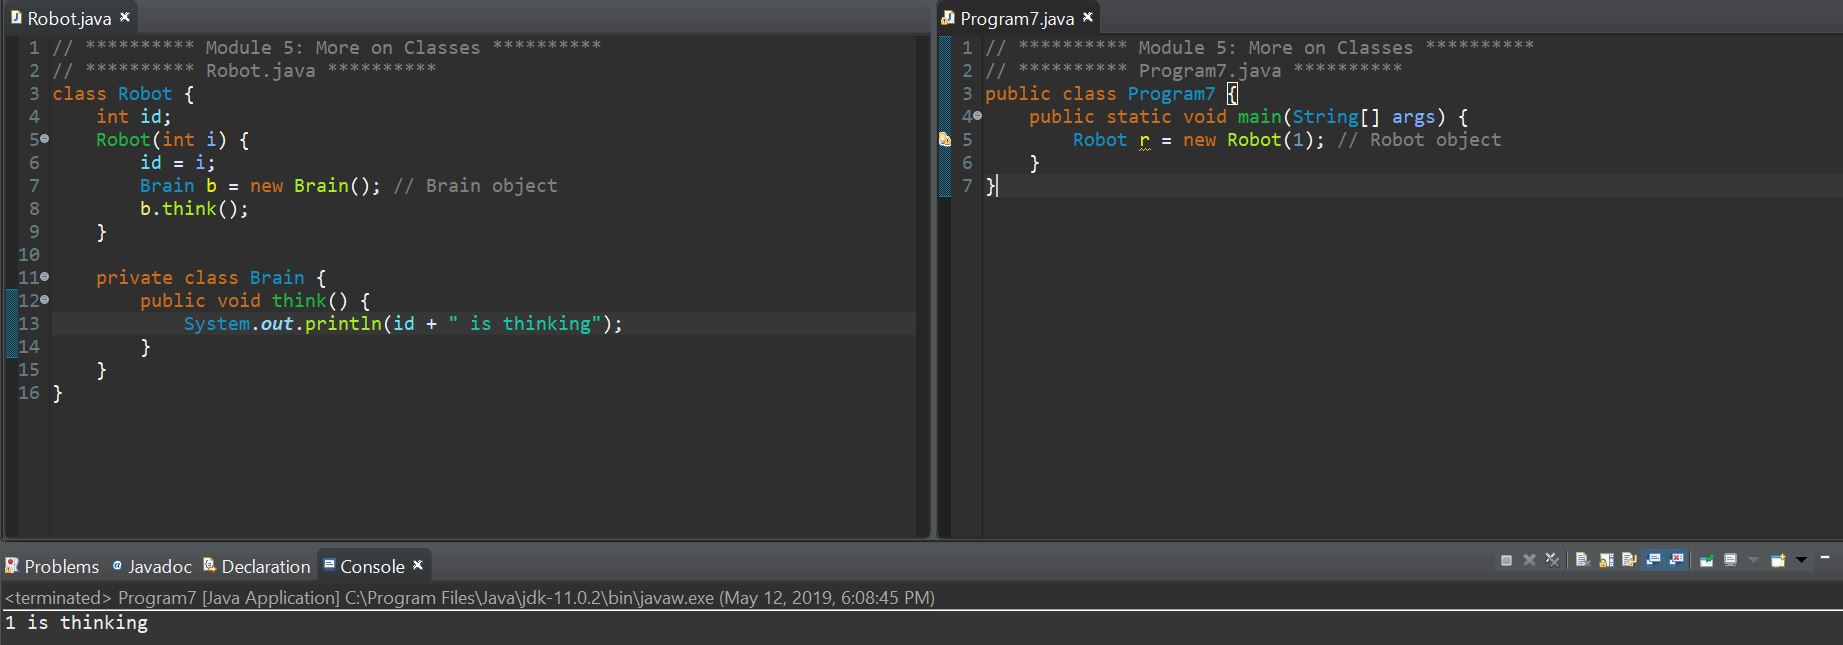 Robot.java
1 // ********** Module 5: More on Classes **********
2 // ********** Robot.java **********
3 class Robot {
4     int id;
5     Robot(int i) {
6         id = i;
7         Brain b = new Brain(); // Brain object
8         b.think();
9     }
10
11     private class Brain {
12         public void think() {
13             System.out.println(id + " is thinking");
14         }
15     }
16 }
Program7.java
1 // ********** Module 5: More on Classes **********
2 // ********** Program7.java **********
3 public class Program7 {
4     public static void main(String[] args) {
5         Robot r = new Robot(1); // Robot object
6     }
7 }
Problems Javadoc Declaration Console
<terminated> Program7 [Java Application] C:\Program Files\Java\jdk-11.0.2\bin\javaw.exe (May 12, 2019, 6:08:45 PM)
1 is thinking